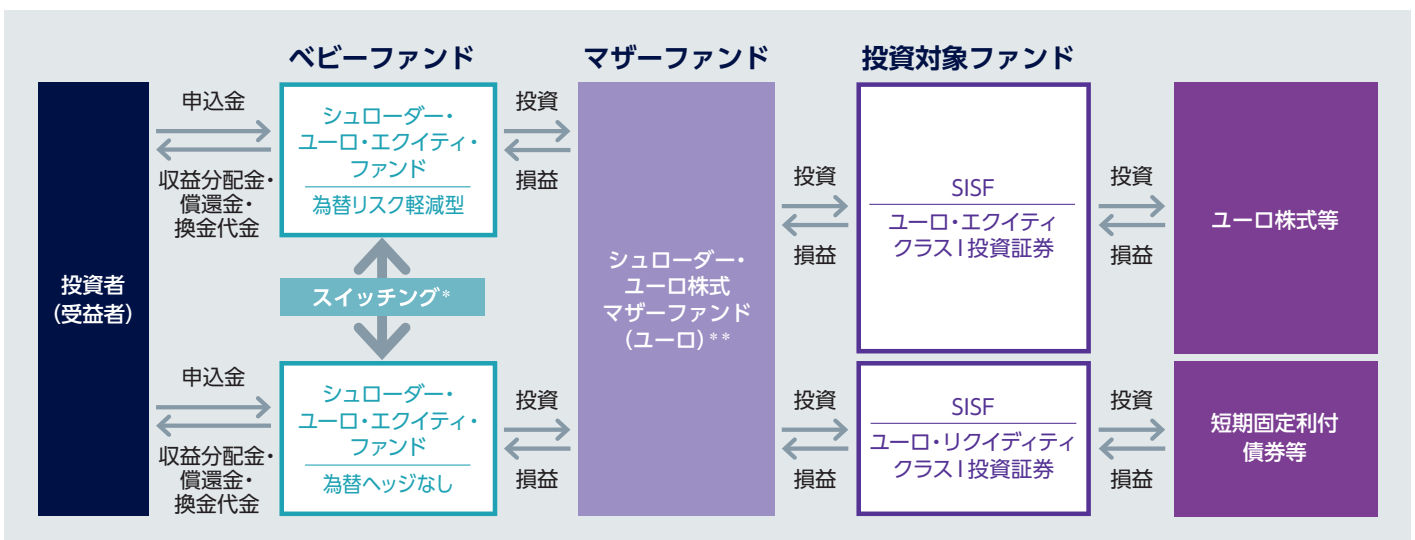 ベビーファンド
マザーファンド
投資対象ファンド
投資者
(受益者)
申込金
収益分配金・
償還金・
換金代金
シュローダー・
ユーロ・エクイティ・
ファンド
為替リスク軽減型
投資
損益
スイッチング*
申込金
収益分配金・
償還金・
換金代金
シュローダー・
ユーロ・エクイティ・
ファンド
為替ヘッジなし
投資
損益
シュローダー・
ユーロ株式
マザーファンド
(ユーロ)**
投資
損益
SISF
ユーロ・エクイティ
クラスI投資証券
投資
損益
ユーロ株式等
投資
損益
SISF
ユーロ・リクイディティ
クラスI投資証券
投資
損益
短期固定利付
債券等